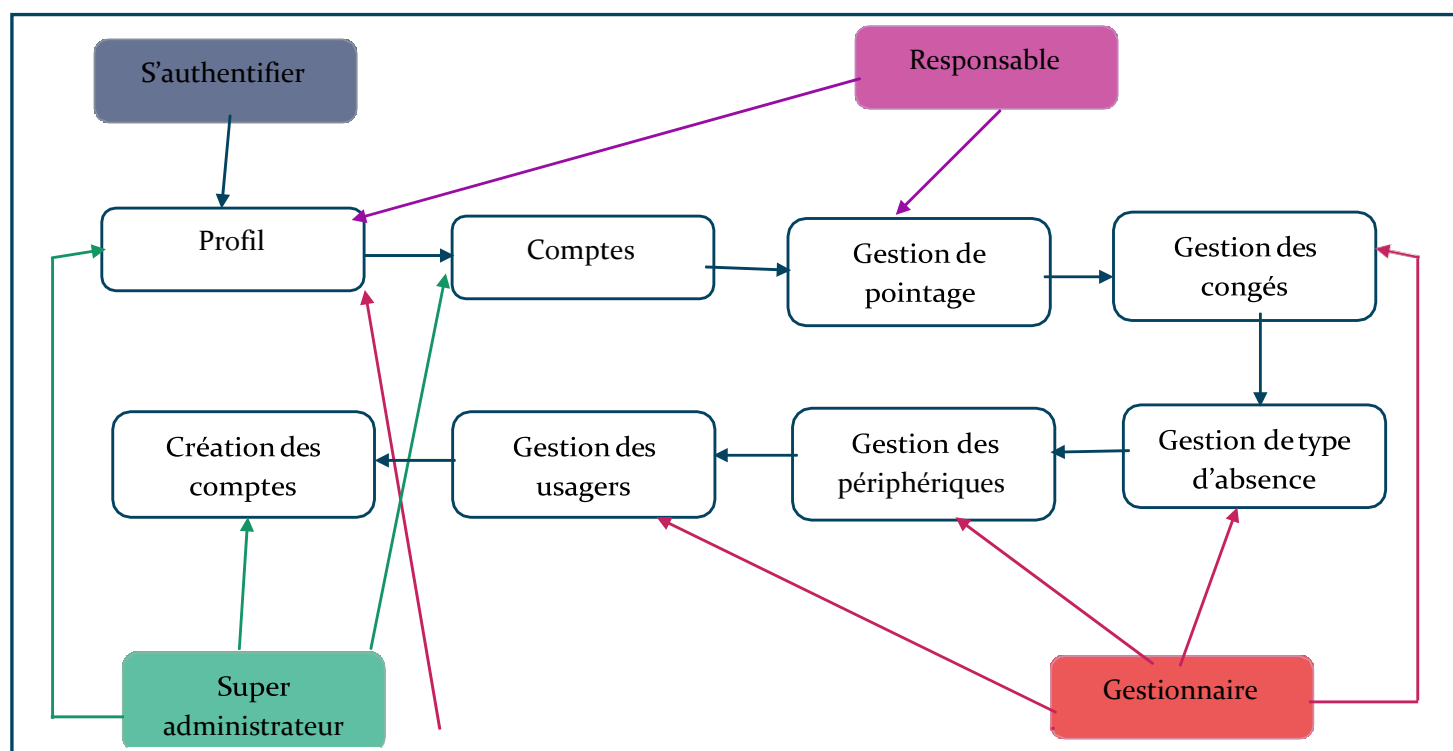 S’authentifier
Responsable
Profil
Comptes
Gestion de
pointage
Gestion des
congés
Création des
comptes
Gestion des
usagers
Gestion des
périphériques
Gestion de type
d’absence
Super
administrateur
Gestionnaire